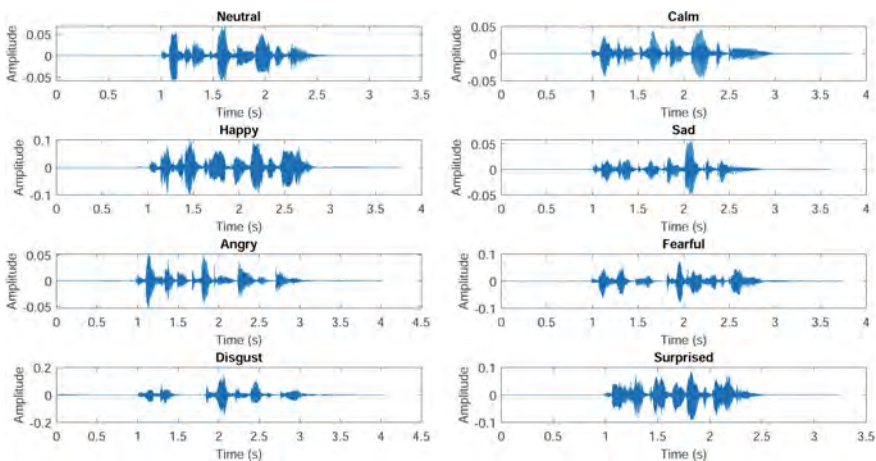 Neutral
Amplitude
0.05
0
-0.05
0 0.5 1 1.5 2 2.5 3 3.5
Time (s)
Calm
Amplitude
0.05
0
-0.05
0 0.5 1 1.5 2 2.5 3 3.5 4
Time (s)
Happy
Amplitude
0.1
0
-0.1
0 0.5 1 1.5 2 2.5 3 3.5 4
Time (s)
Sad
Amplitude
0.05
0
-0.05
0 0.5 1 1.5 2 2.5 3 3.5 4
Time (s)
Angry
Amplitude
0.05
0
-0.05
0 0.5 1 1.5 2 2.5 3 3.5 4 4.5
Time (s)
Fearful
Amplitude
0.1
0
-0.1
0 0.5 1 1.5 2 2.5 3 3.5 4
Time (s)
Disgust
Amplitude
0.2
0
-0.2
0 0.5 1 1.5 2 2.5 3 3.5 4 4.5
Time (s)
Surprised
Amplitude
0.1
0
-0.1
0 0.5 1 1.5 2 2.5 3 3.5
Time (s)